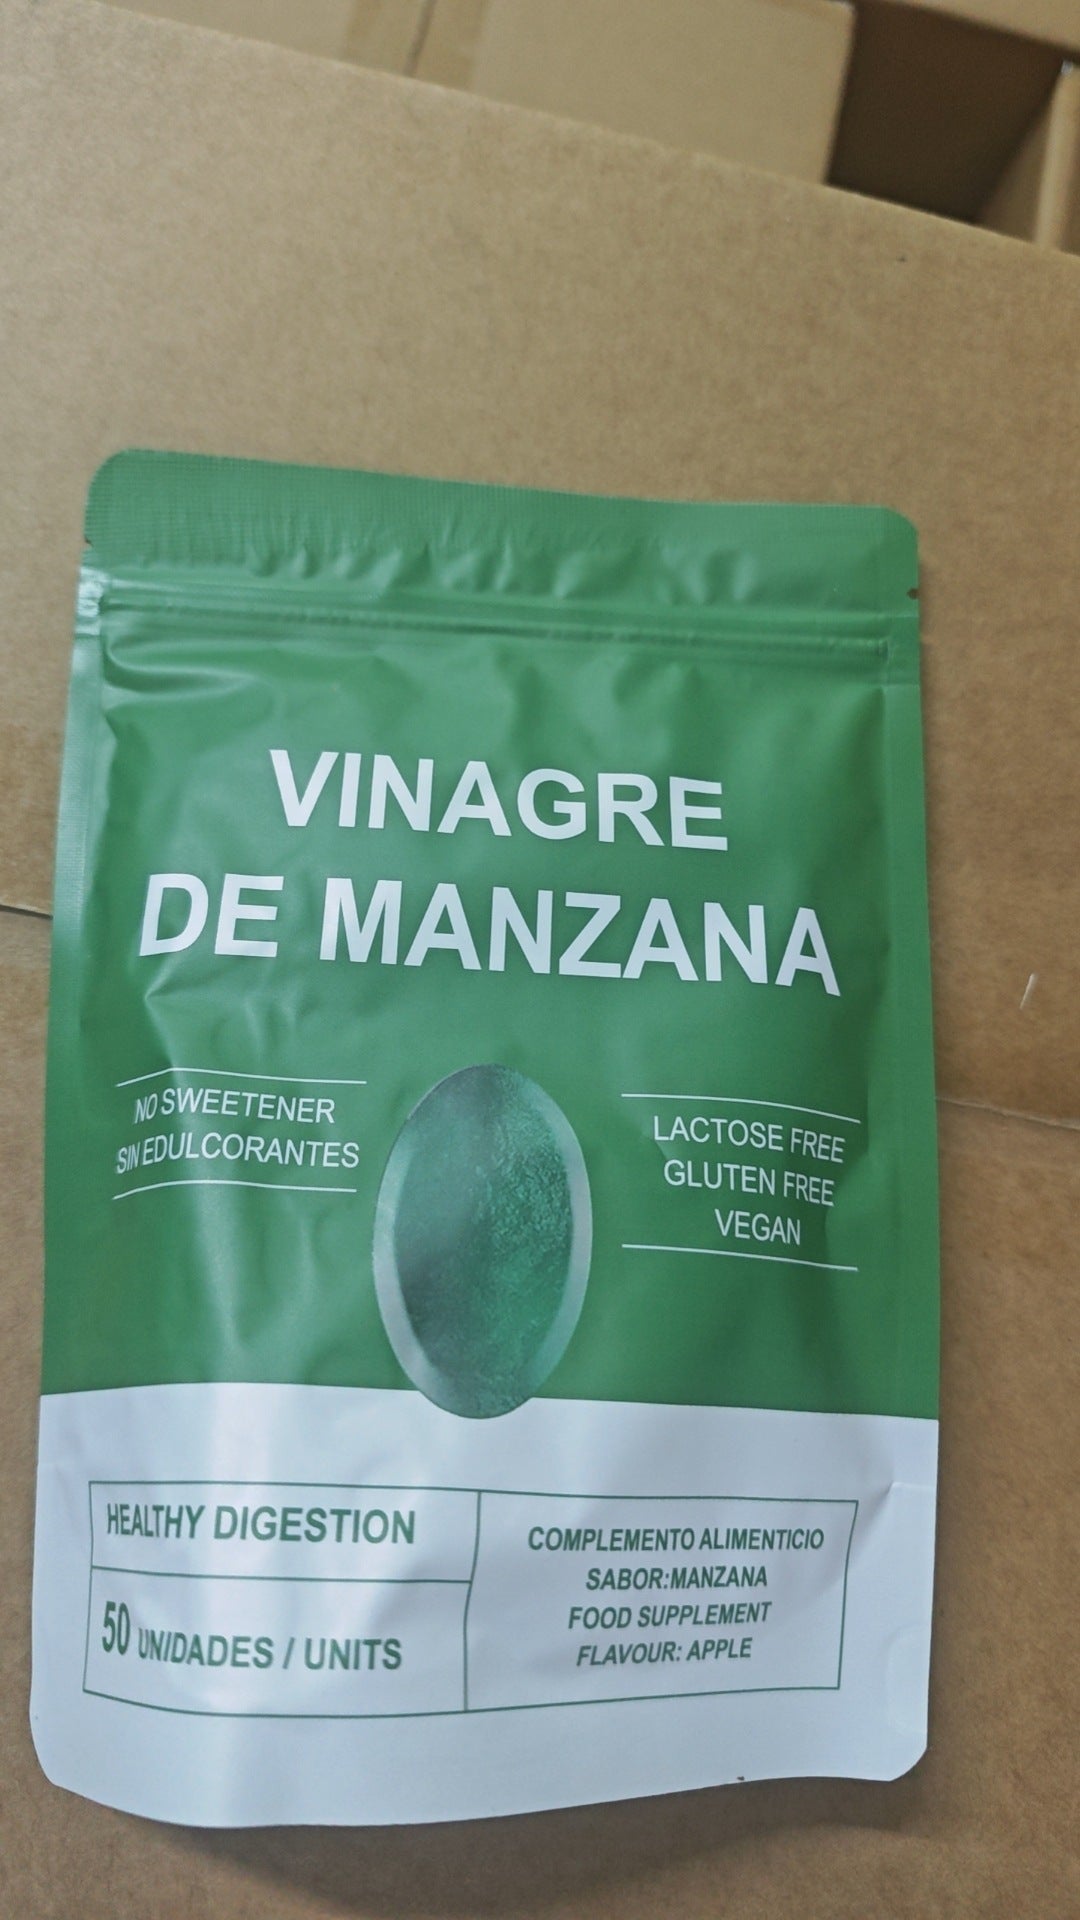 VINAGRE
DE MANZANA
NO SWEETENER
SIN EDULCORANTES
LACTOSE FREE
GLUTEN FREE
VEGAN
HEALTHY DIGESTION
50 UNIDADES / UNITS
COMPLEMENTO ALIMENTICIO
SABOR:MANZANA
FOOD SUPPLEMENT
FLAVOUR: APPLE